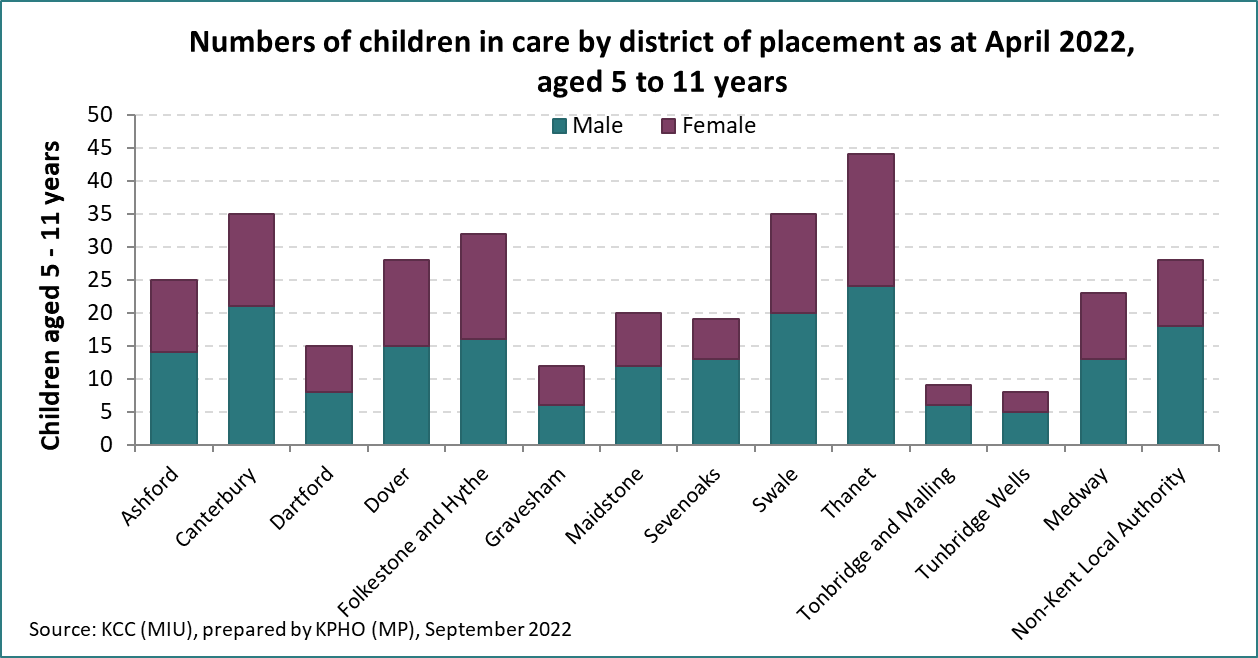 Numbers of children in care by district of placement as at April 2022,
aged 5 to 11 years
Male Female
Children aged 5 - 11 years
50
45
40
35
30
25
20
15
10
5
0
Ashford
Canterbury
Dartford
Dover
Folkestone and Hythe
Gravesham
Maidstone
Sevenoaks
Swale
Thanet
Tonbridge and Malling
Tunbridge Wells
Medway
Non-Kent Local Authority
Source: KCC (MIU), prepared by KPHO (MP), September 2022